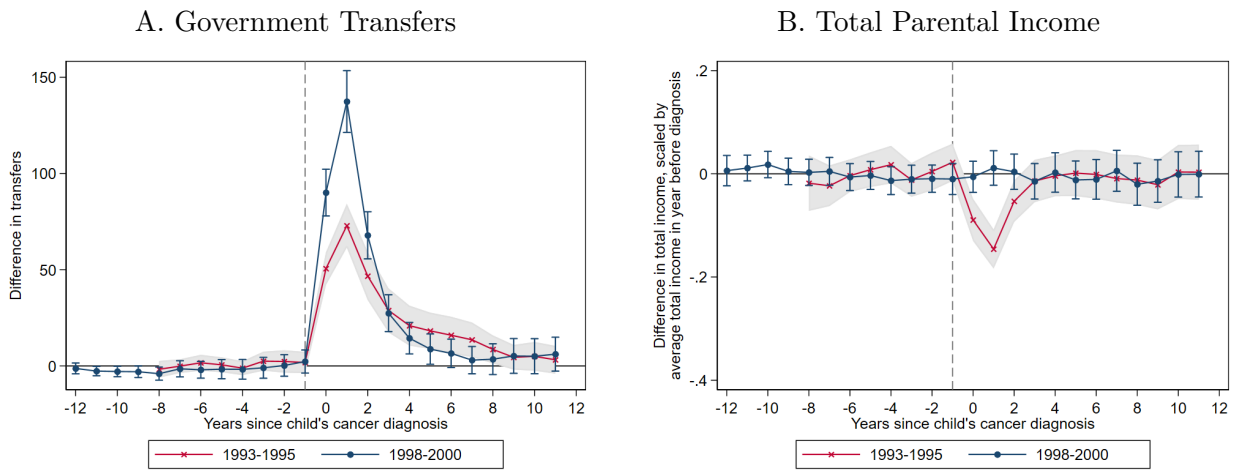 A. Government Transfers
Difference in transfers
150
100
50
0
-12 -10 -8 -6 -4 -2 0 2 4 6 8 10 12
Years since child's cancer diagnosis
1993-1995 1998-2000
B. Total Parental Income
Difference in total income, scaled by
average total income in year before diagnosis
.2
0
-.2
-.4
-12 -10 -8 -6 -4 -2 0 2 4 6 8 10 12
Years since child's cancer diagnosis
1993-1995 1998-2000